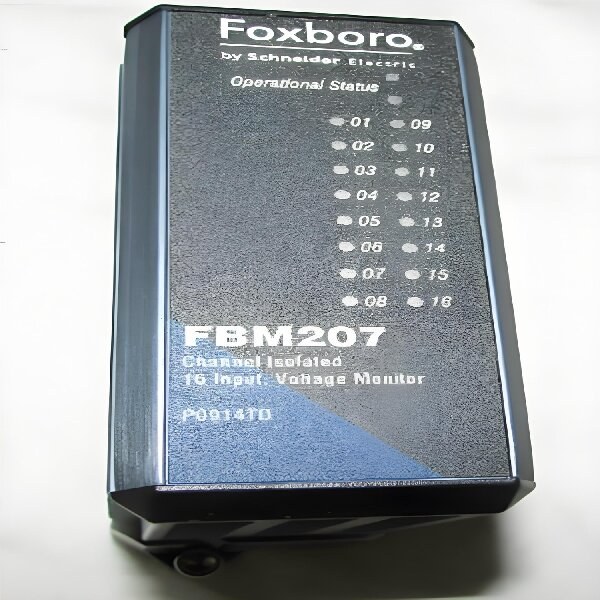 Foxboro®
by Schneider Electric
Operational Status
01 09
02 10
03 11
04 12
05 13
06 14
07 15
08 16
FBM207
Channel Isolated
16 Input, Voltage Monitor
P0914TD